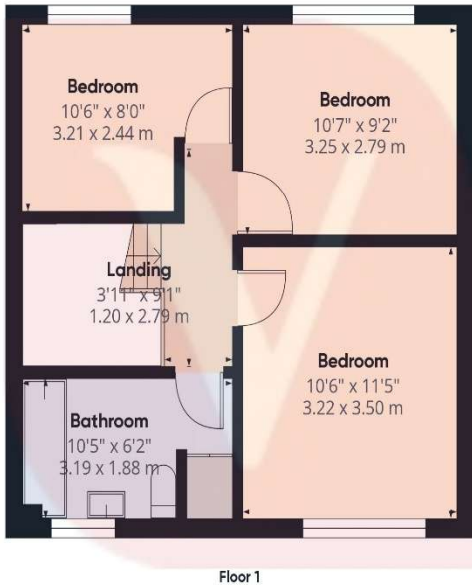 Bedroom
10'6" x 8'0"
3.21 x 2.44 m
Bedroom
10'7" x 9'2"
3.25 x 2.79 m
Landing
3'11" x 9'1"
1.20 x 2.79 m
Bedroom
10'6" x 11'5"
3.22 x 3.50 m
Bathroom
10'5" x 6'2"
3.19 x 1.88 m
Floor 1